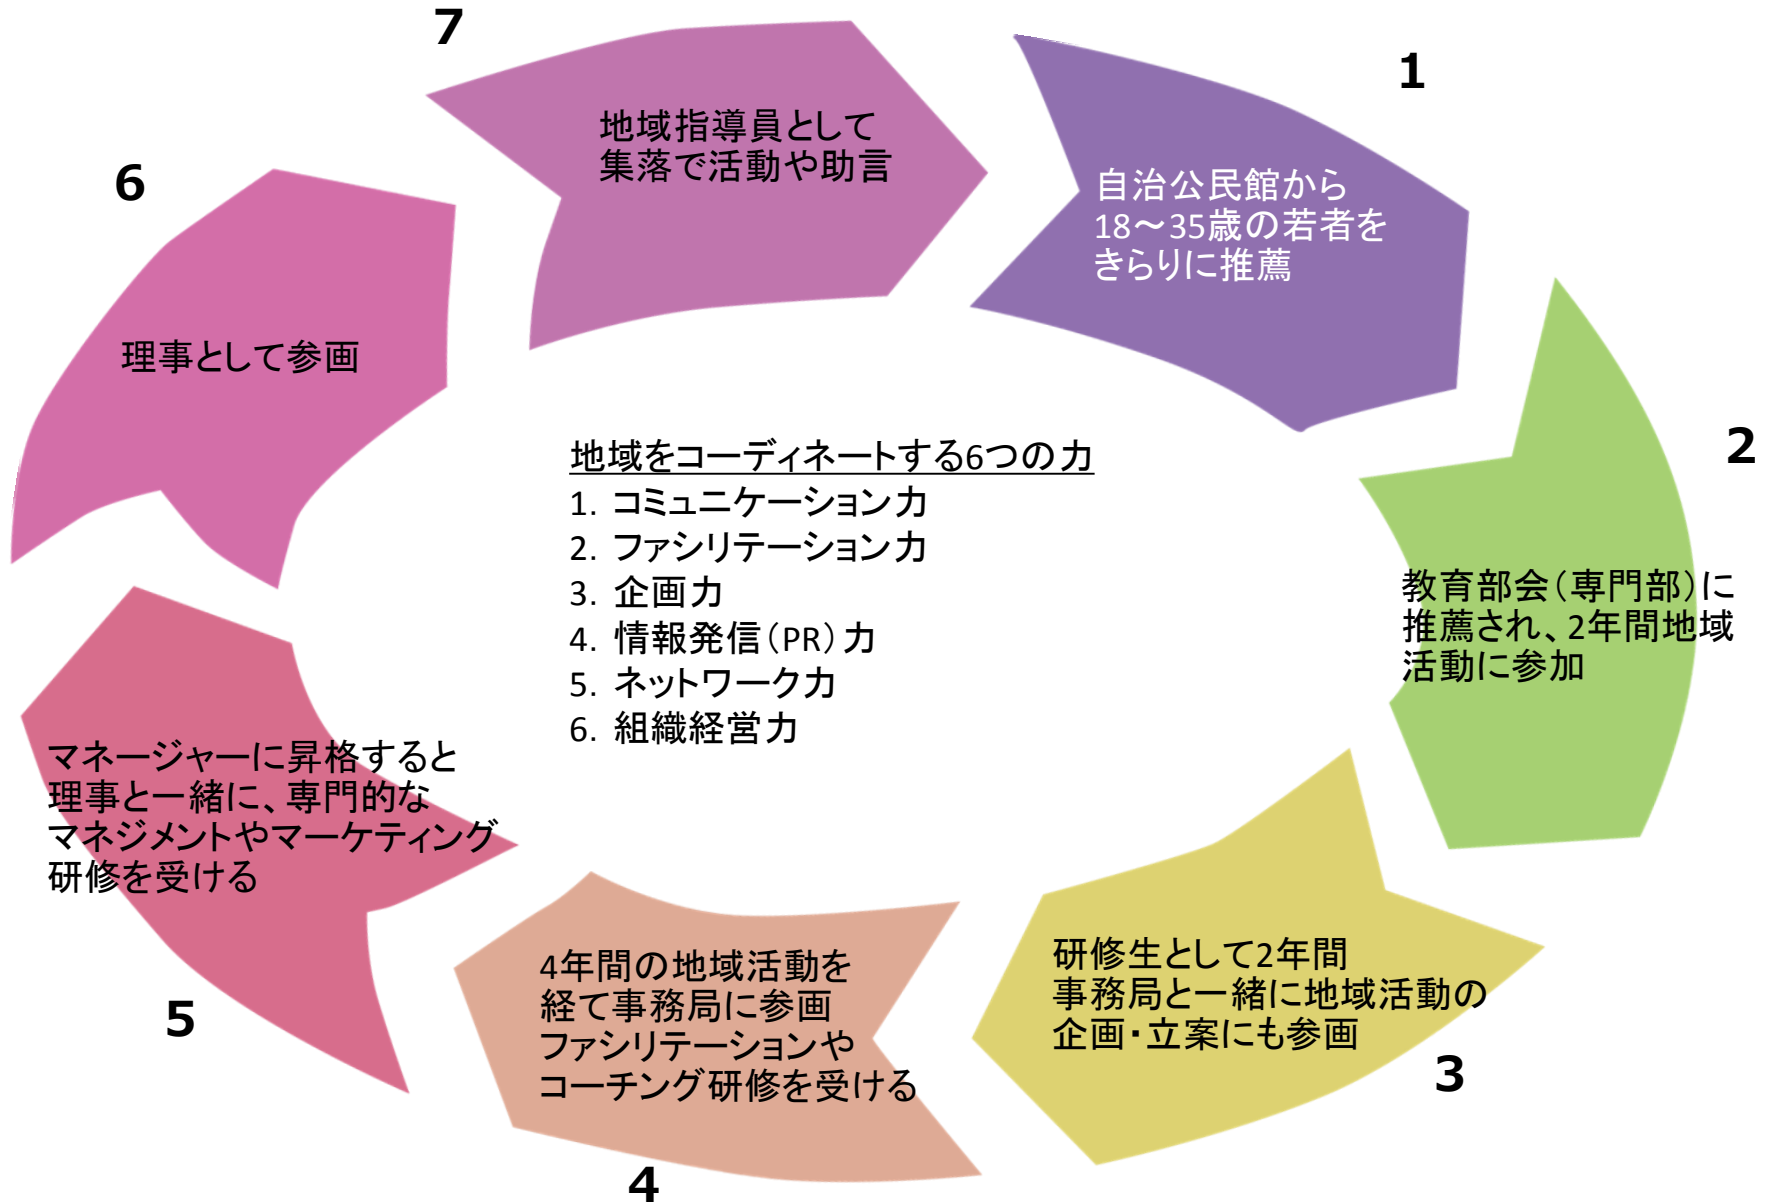 7
地域指導員として
集落で活動や助言
1
自治公民館から
18～35歳の若者を
きらりに推薦
6
理事として参画
2
教育部会(専門部)に
推薦され、2年間地域
活動に参加
地域をコーディネートする6つの力
1. コミュニケーション力
2. ファシリテーション力
3. 企画力
4. 情報発信(PR)力
5. ネットワーク力
6. 組織経営力
マネージャーに昇格すると
理事と一緒に、専門的な
マネジメントやマーケティング
研修を受ける
5
4年間の地域活動を
経て事務局に参画
ファシリテーションや
コーチング研修を受ける
4
研修生として2年間
事務局と一緒に地域活動の
企画・立案にも参画
3